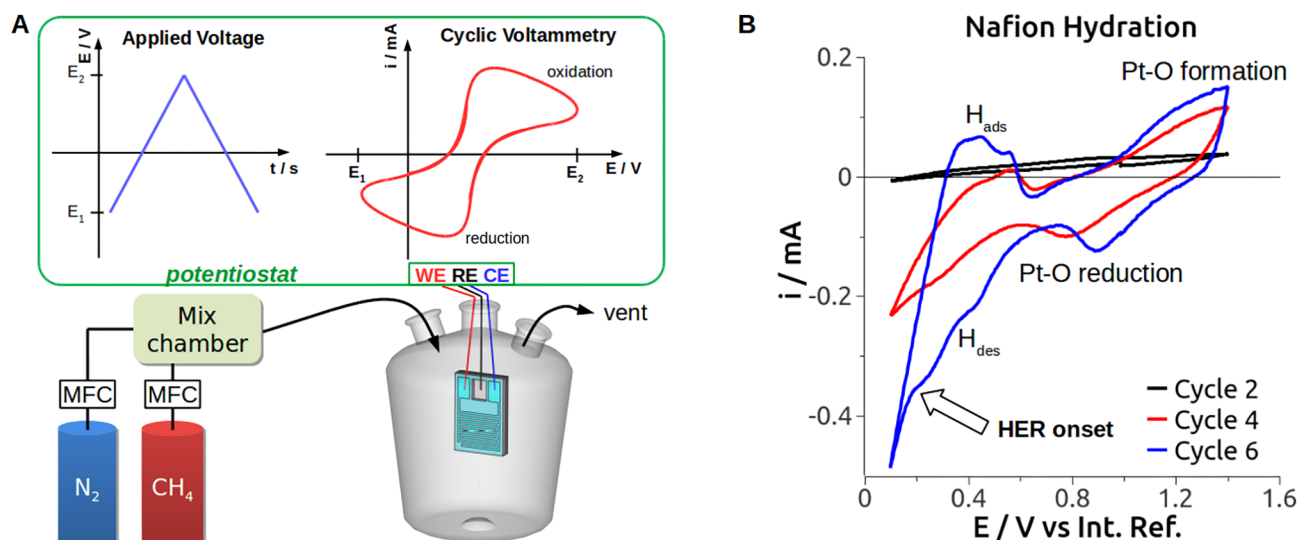 A
Applied Voltage
E / V
E2
E1
t / s
Cyclic Voltammetry
i / mA
oxidation
E1
E2
E / V
reduction
potentiostat
WE RE CE
Mix
chamber
vent
MFC
MFC
N2
CH4
B
Nafion Hydration
Pt-O formation
Hads
0.2
0
-0.2
-0.4
i / mA
Pt-O reduction
Hdes
HER onset
Cycle 2
Cycle 4
Cycle 6
0
0.4
0.8
1.2
1.6
E / V vs Int. Ref.